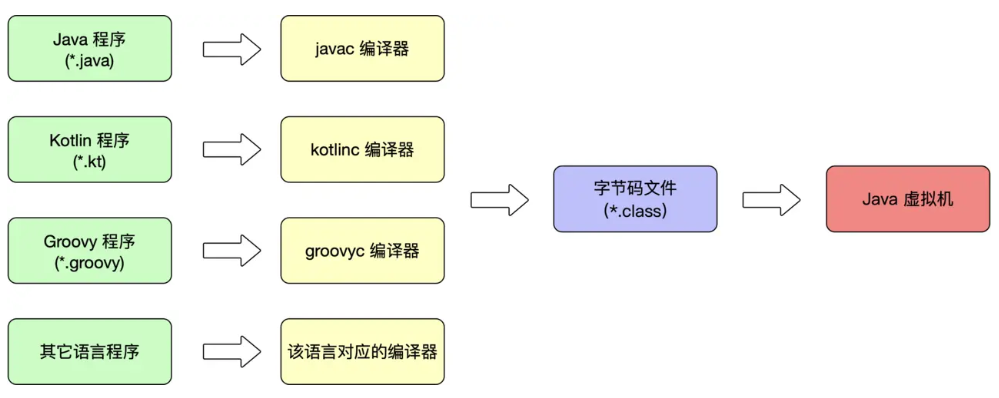 Java 程序
(*.java)
javac 编译器
Kotlin 程序
(*.kt)
kotlinc 编译器
Groovy 程序
(*.groovy)
groovyc 编译器
其它语言程序
该语言对应的编译器
字节码文件
(*.class)
Java 虚拟机